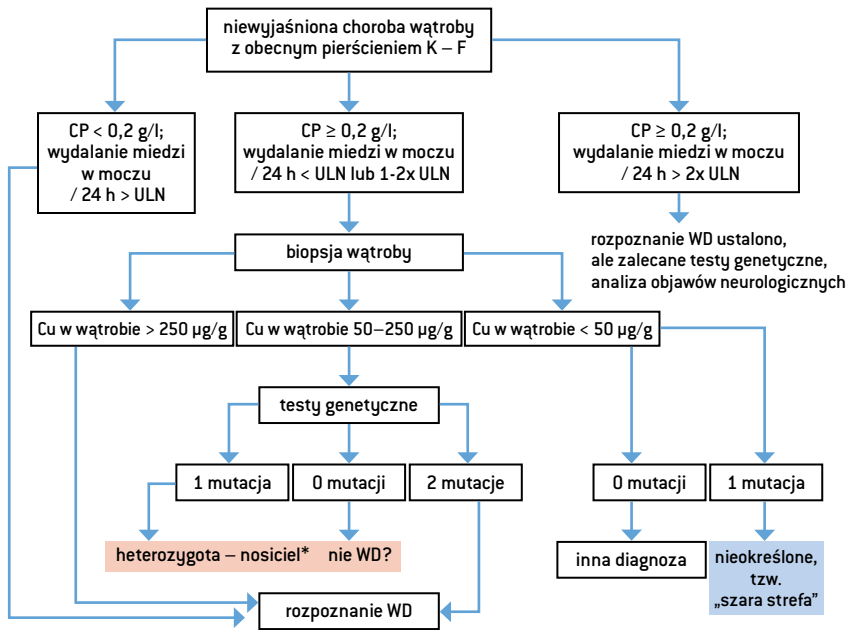 niewyjaśniona choroba wątroby
z obecnym pierścieniem K – F
CP < 0,2 g/l;
wydalanie miedzi
w moczu
/ 24 h > ULN
CP ≥ 0,2 g/l;
wydalanie miedzi w moczu
/ 24 h < ULN lub 1-2x ULN
CP ≥ 0,2 g/l;
wydalanie miedzi w moczu
/ 24 h > 2x ULN
rozpoznanie WD ustalono,
ale zalecane testy genetyczne,
analiza objawów neurologicznych
biopsja wątroby
Cu w wątrobie > 250 µg/g
Cu w wątrobie 50–250 µg/g
Cu w wątrobie < 50 µg/g
testy genetyczne
1 mutacja
0 mutacji
2 mutacje
0 mutacji
1 mutacja
heterozygota – nosiciel*
nie WD?
inna diagnoza
nieokreślone,
tzw.
„szara strefa”
rozpoznanie WD